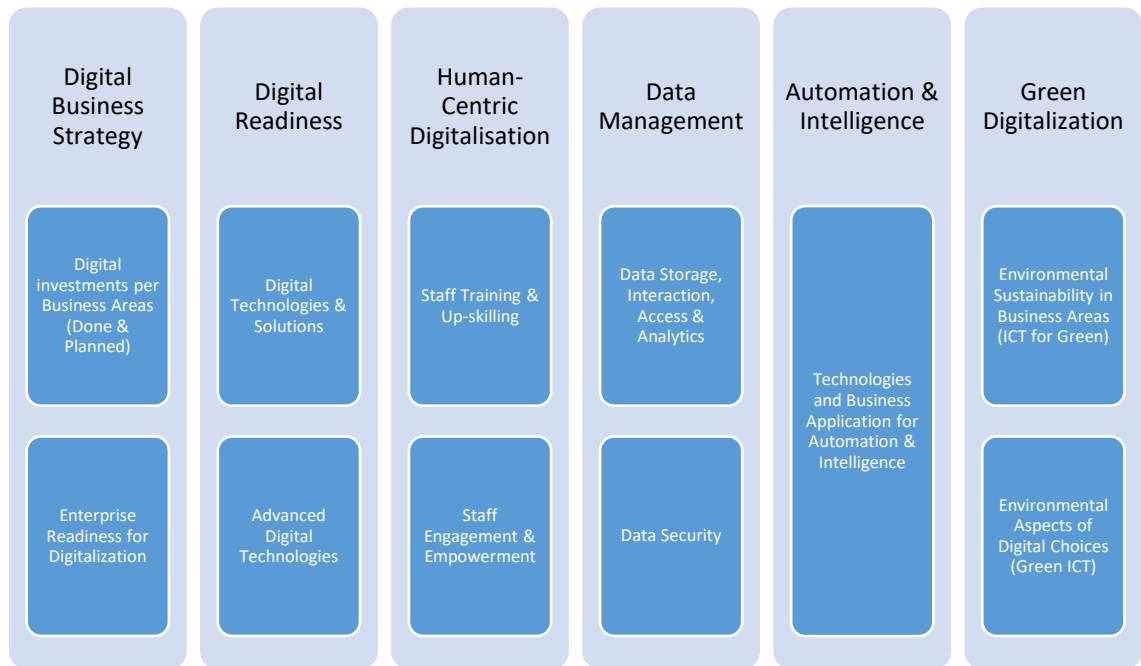 Digital
Business
Strategy
Digital
investments per
Business Areas
(Done &
Planned)
Enterprise
Readiness for
Digitalization
Digital
Readiness
Digital
Technologies &
Solutions
Advanced
Digital
Technologies
Human-
Centric
Digitalisation
Staff Training &
Up-skilling
Staff
Engagement &
Empowerment
Data
Management
Data Storage,
Interaction,
Access &
Analytics
Data Security
Automation &
Intelligence
Technologies
and Business
Application for
Automation &
Intelligence
Green
Digitalization
Environmental
Sustainability in
Business Areas
(ICT for Green)
Environmental
Aspects of
Digital Choices
(Green ICT)